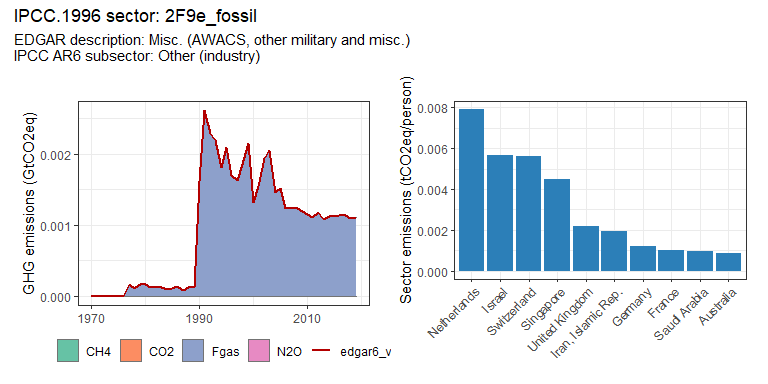 IPCC.1996 sector: 2F9e_fossil
EDGAR description: Misc. (AWACS, other military and misc.)
IPCC AR6 subsector: Other (industry)
GHG emissions (GtCO2eq)
0.002
0.001
0.000
1970 1990 2010
CH4 CO2 Fgas N2O edgar6_v
Sector emissions (tCO2eq/person)
0.008
0.006
0.004
0.002
0.000
Netherlands
Israel
Switzerland
Singapore
United Kingdom
Iran, Islamic Rep.
Germany
France
Saudi Arabia
Australia